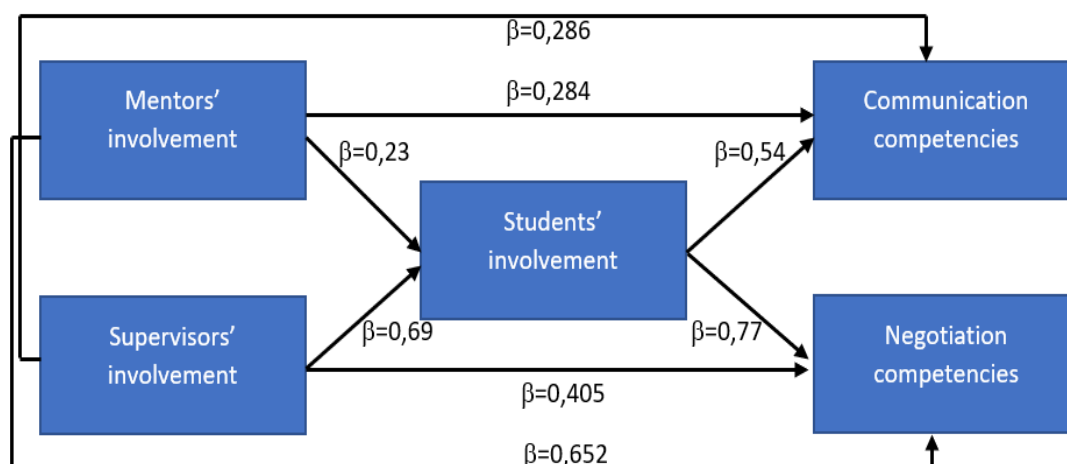 β=0,286
Mentors’
involvement
β=0,284
Communication
competencies
β=0,23
β=0,54
Students’
involvement
Supervisors’
involvement
β=0,69
β=0,77
Negotiation
competencies
β=0,405
β=0,652